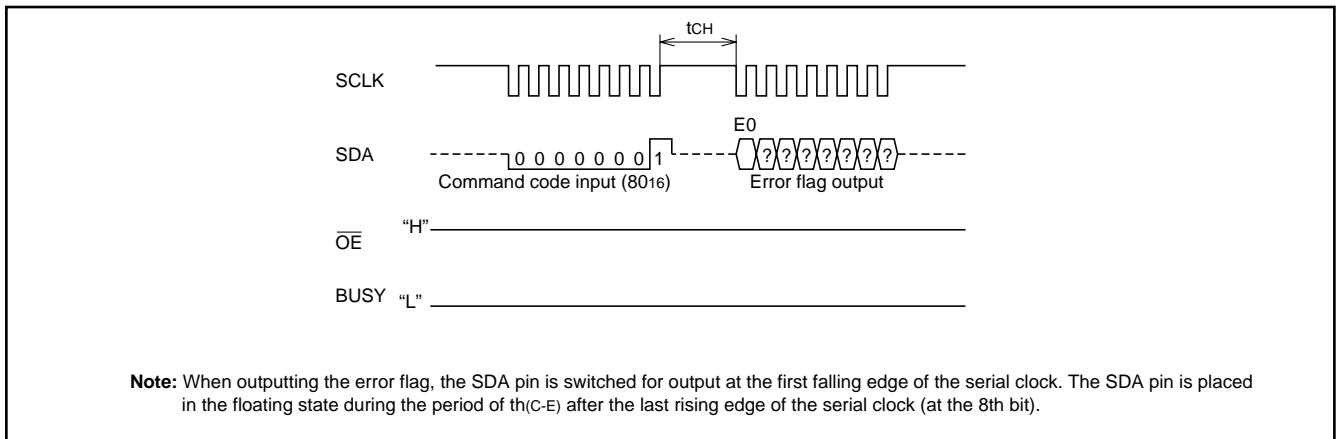 tCH
SCLK
E0
SDA
0 0 0 0 0 0 0 1
? ? ? ? ? ? ?
Command code input (8016)
Error flag output
OE
“H”
BUSY
“L”
Note: When outputting the error flag, the SDA pin is switched for output at the first falling edge of the serial clock. The SDA pin is placed
in the floating state during the period of th(C-E) after the last rising edge of the serial clock (at the 8th bit).